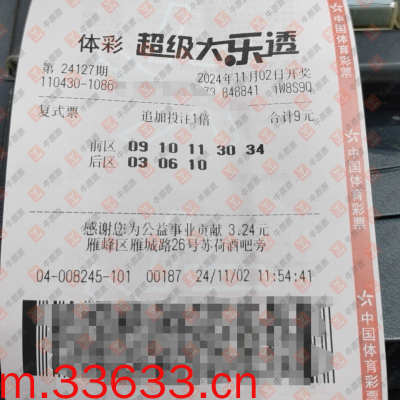 体彩 超级大乐透
第 24127期 2024年11月02日开奖
110430-1086 848841 1W8S9Q
复式票 追加投注1倍 合计9元
前区 09 10 11 30 34
后区 03 06 10
感谢您为公益事业贡献 3.24元
雁峰区雁城路26号苏荷酒吧旁
04-008245-101 00187 24/11/02 11:54:41
中国体育彩票
中国体育彩票
中国体育彩票
m.33633.cn